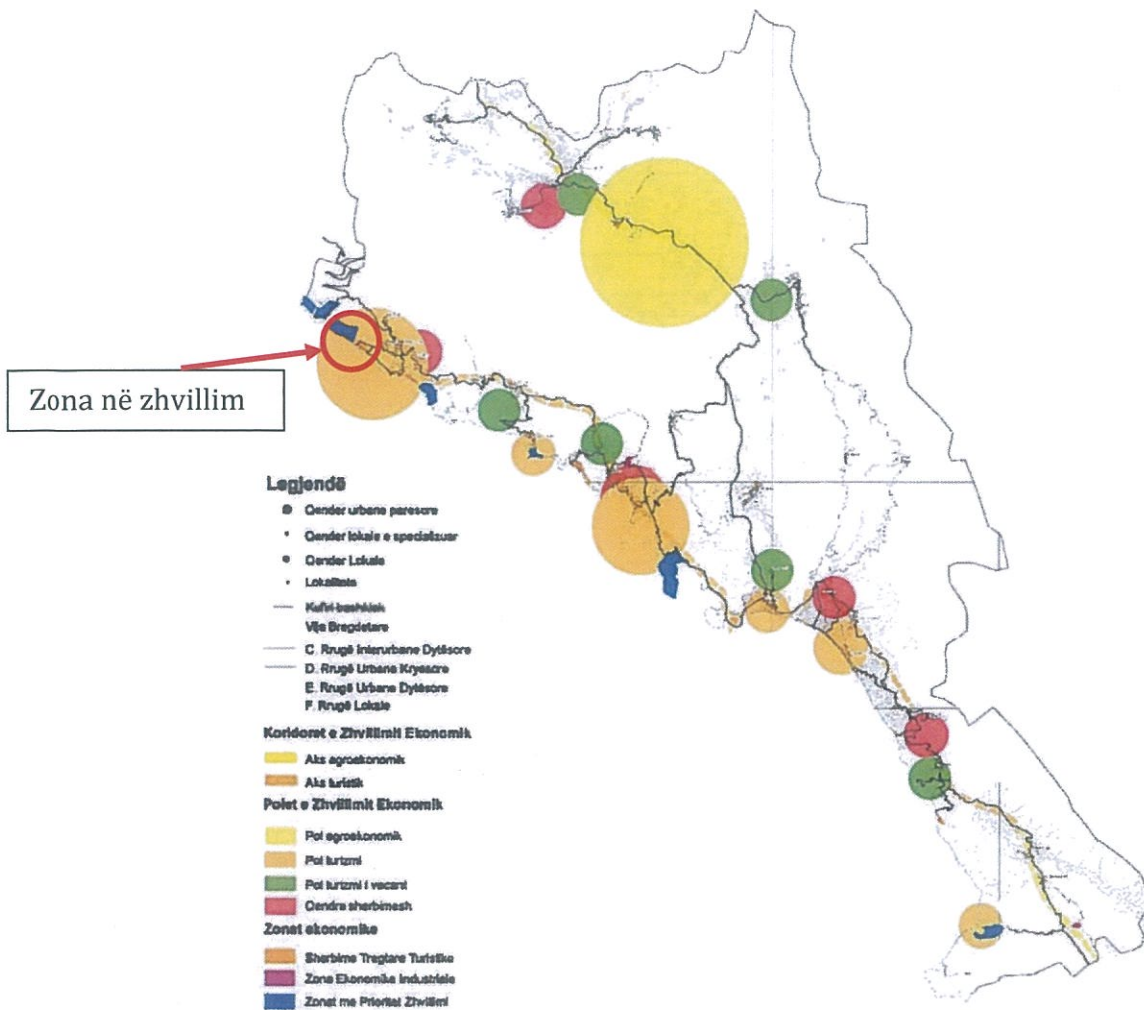 Zona në zhvillim
Legjendë
Qender urbane paresore
Qender lokale e specializuar
Qender Lokale
Lokalitete
Kufiri bashkiak
Vija Bregdetare
C. Rrugë Interurbane Dytësore
D. Rrugë Urbane Kryesore
E. Rrugë Urbane Dytësore
F. Rrugë Lokale
Koridoret e Zhvillimit Ekonomik
Aks agroekonomik
Aks turistik
Polet e Zhvillimit Ekonomik
Pol agroekonomik
Pol turizmi
Pol turizmi i vecant
Qendra sherbimesh
Zonat ekonomike
Sherbime Tregtare Turistike
Zona Ekonomike Industriale
Zonat me Prioritet Zhvillimi